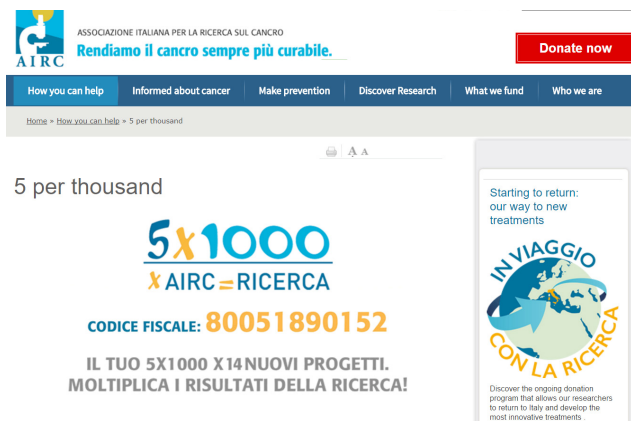 AIRC
ASSOCIAZIONE ITALIANA PER LA RICERCA SUL CANCRO
Rendiamo il cancro sempre più curabile.
Donate now
How you can help Informed about cancer Make prevention Discover Research What we fund Who we are
Home » How you can help » 5 per thousand
A A
5 per thousand
5x1000
x AIRC = RICERCA
CODICE FISCALE: 80051890152
IL TUO 5X1000 X 14 NUOVI PROGETTI.
MOLTIPLICA I RISULTATI DELLA RICERCA!
Starting to return:
our way to new
treatments
IN VIAGGIO
CON LA RICERCA
Discover the ongoing donation
program that allows our researchers
to return to Italy and develop the
most innovative treatments .